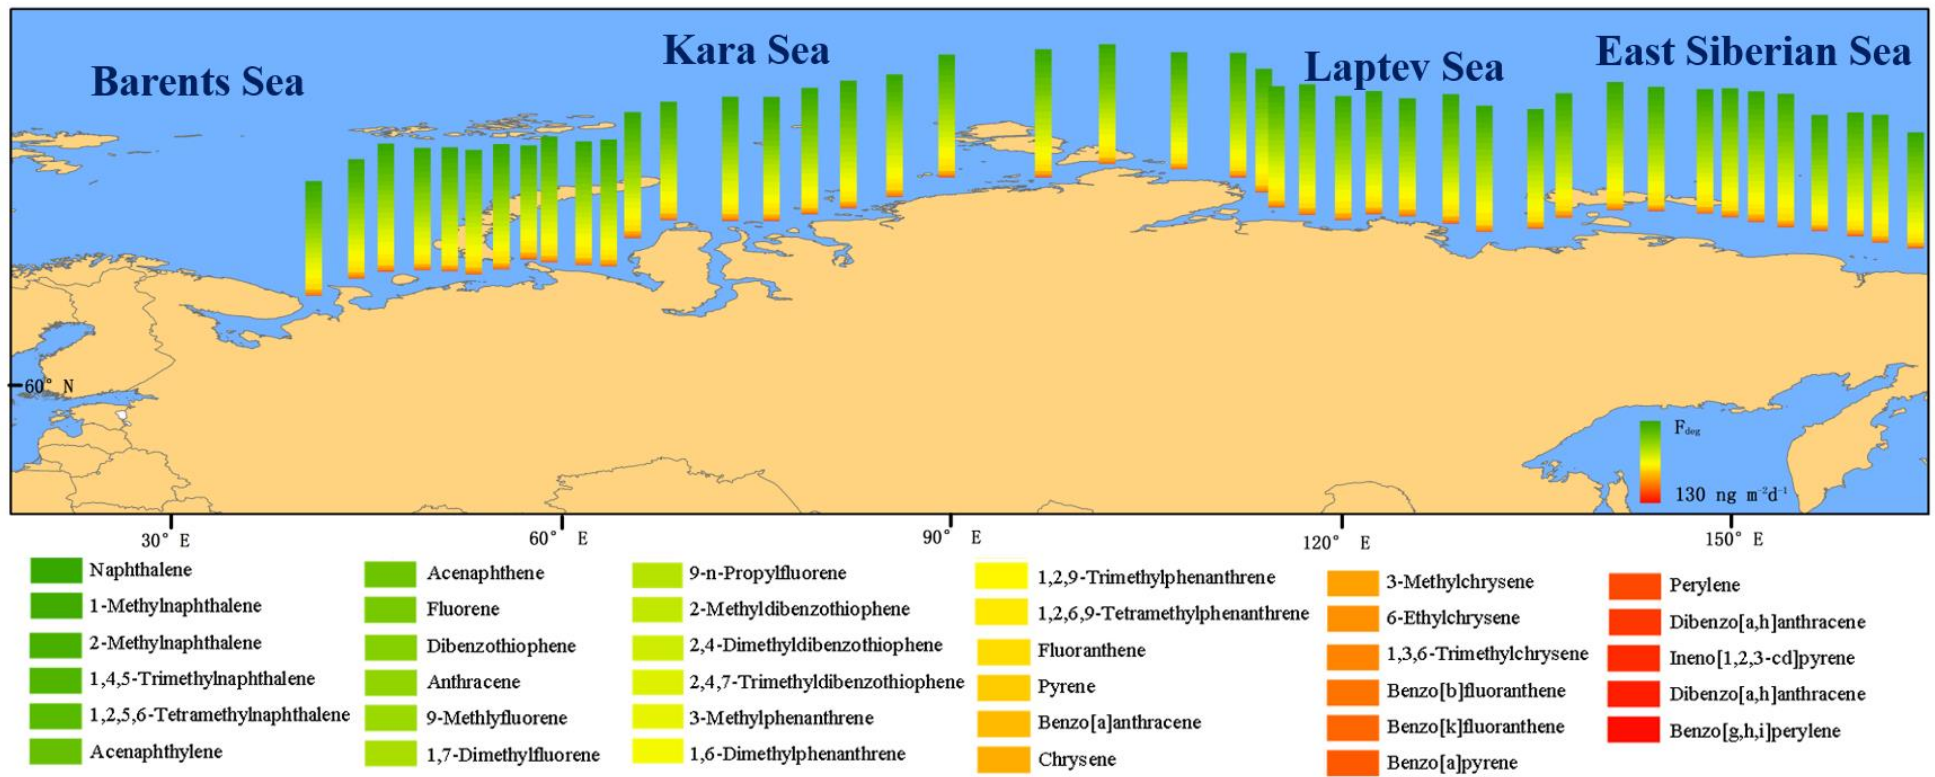 Barents Sea
Kara Sea
Laptev Sea
East Siberian Sea
60° N
Fdeg
130 ng m⁻²d⁻¹
30° E
60° E
90° E
120° E
150° E
Naphthalene
1-Methylnaphthalene
2-Methylnaphthalene
1,4,5-Trimethylnaphthalene
1,2,5,6-Tetramethylnaphthalene
Acenaphthylene
Acenaphthene
Fluorene
Dibenzothiophene
Anthracene
9-Methlyfluorene
1,7-Dimethylfluorene
9-n-Propylfluorene
2-Methyldibenzothiophene
2,4-Dimethyldibenzothiophene
2,4,7-Trimethyldibenzothiophene
3-Methylphenanthrene
1,6-Dimethylphenanthrene
1,2,9-Trimethylphenanthrene
1,2,6,9-Tetramethylphenanthrene
Fluoranthene
Pyrene
Benzo[a]anthracene
Chrysene
3-Methylchrysene
6-Ethylchrysene
1,3,6-Trimethylchrysene
Benzo[b]fluoranthene
Benzo[k]fluoranthene
Benzo[a]pyrene
Perylene
Dibenzo[a,h]anthracene
Ineno[1,2,3-cd]pyrene
Dibenzo[a,h]anthracene
Benzo[g,h,i]perylene